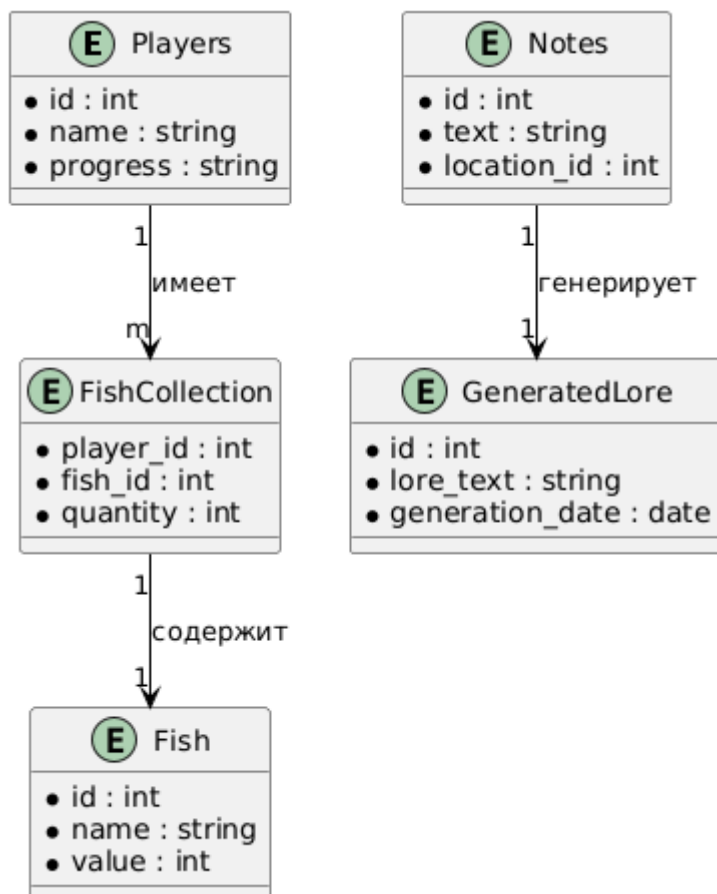 E Players
id : int
name : string
progress : string
1
имеет
m
E FishCollection
player_id : int
fish_id : int
quantity : int
1
содержит
1
E Fish
id : int
name : string
value : int
E Notes
id : int
text : string
location_id : int
1
генерирует
1
E GeneratedLore
id : int
lore_text : string
generation_date : date